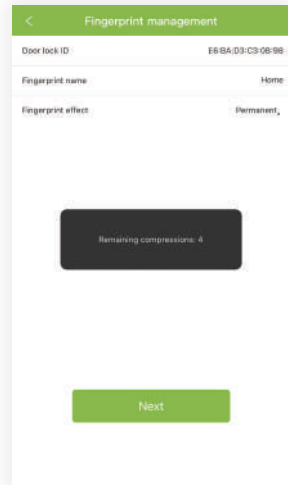 Fingerprint management
Door lock ID E6:BA:D3:C3:0B:98
Fingerprint name Home
Fingerprint effect Permanent
Remaining compressions: 4
Next